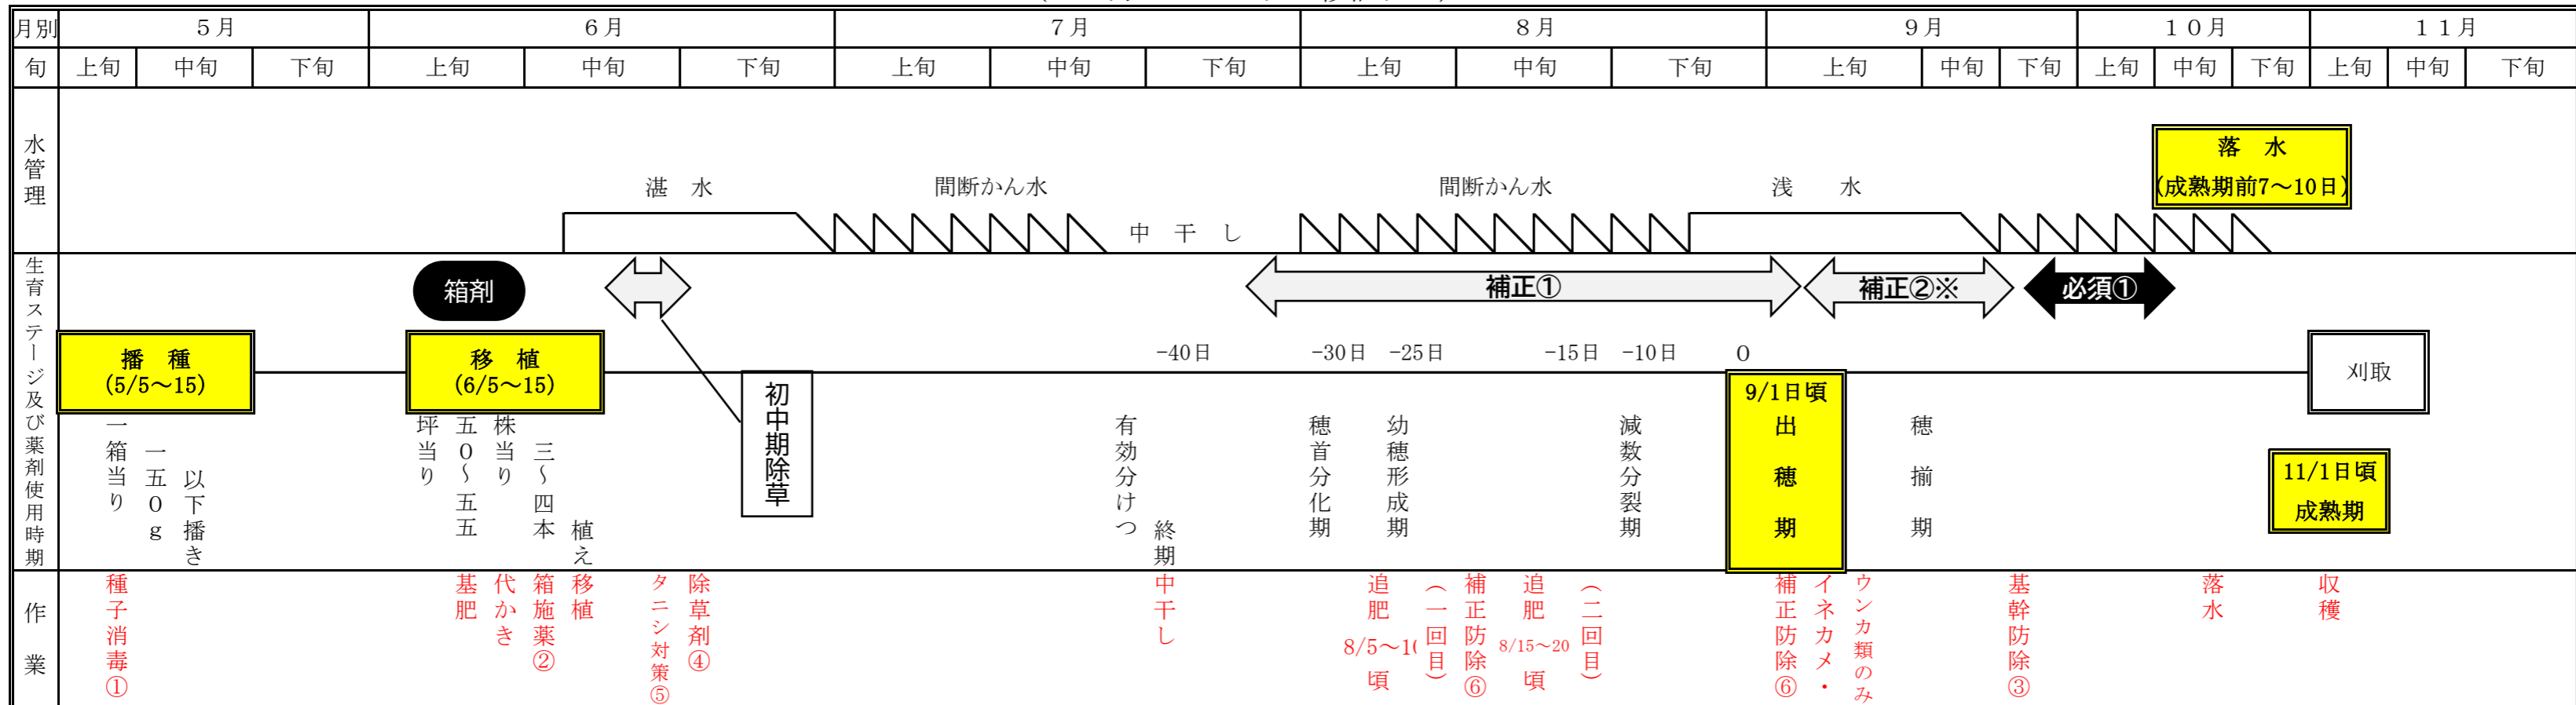 月別 ５月 ６月 ７月 ８月 ９月 １０月 １１月
旬 上旬 中旬 下旬 上旬 中旬 下旬 上旬 中旬 下旬 上旬 中旬 下旬 上旬 中旬 下旬 上旬 中旬 下旬 上旬 中旬 下旬
水管理
落　水
(成熟期前7～10日)
湛　水
間断かん水
中　干　し
間断かん水
浅　水
生育ステージ及び薬剤使用時期
箱剤
補正①
補正②※
必須①
播　種
(5/5～15)
移　植
(6/5～15)
初中期除草
-40日 -30日 -25日 -15日 -10日 0
9/1日頃
出穂期
刈取
一箱当り
一五０ｇ
以下播き
坪当り
五０～五五
株当り
三～四本
植え
有効分けつ
終期
穂首分化期
幼穂形成期
減数分裂期
穂揃期
11/1日頃
成熟期
作業
種子消毒①
基肥
代かき
箱施薬②
移植
タニシ対策⑤
除草剤④
中干し
追肥
8/5～1
頃
（一回目）
補正防除⑥
追肥
8/15～20
頃
（二回目）
補正防除⑥
イネカメ・
ウンカ類のみ
基幹防除③
落水
収穫